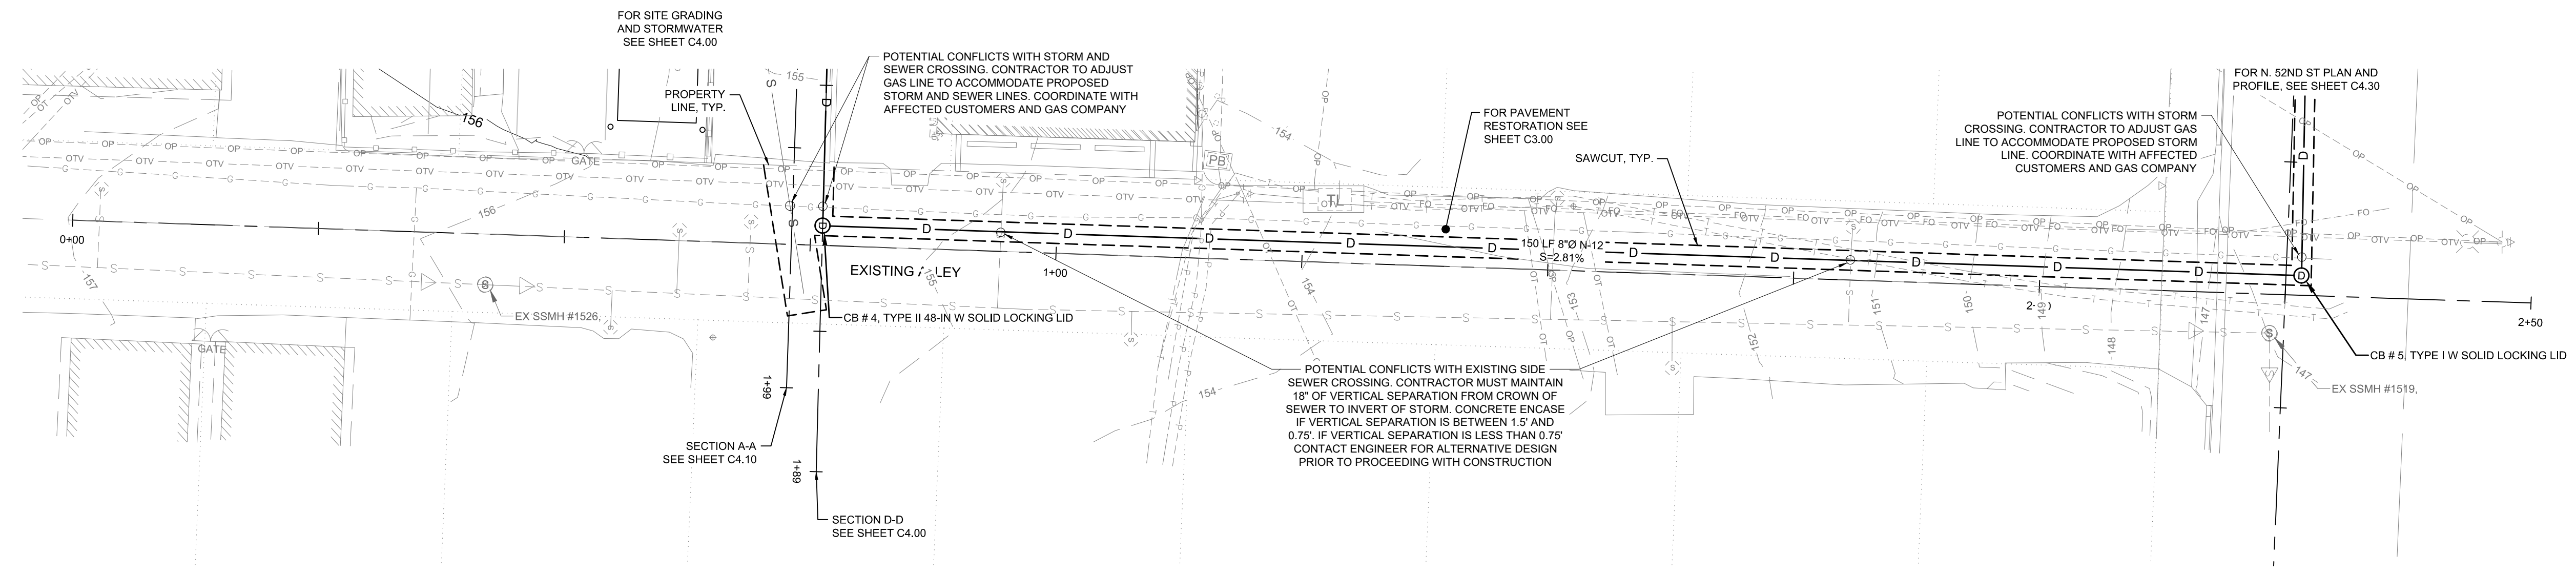 FOR SITE GRADING
AND STORMWATER
SEE SHEET C4.00
POTENTIAL CONFLICTS WITH STORM AND
SEWER CROSSING. CONTRACTOR TO ADJUST
GAS LINE TO ACCOMMODATE PROPOSED
STORM AND SEWER LINES. COORDINATE WITH
AFFECTED CUSTOMERS AND GAS COMPANY
PROPERTY
LINE, TYP.
FOR PAVEMENT
RESTORATION SEE
SHEET C3.00
SAWCUT, TYP.
FOR N. 52ND ST PLAN AND
PROFILE, SEE SHEET C4.30
POTENTIAL CONFLICTS WITH STORM
CROSSING. CONTRACTOR TO ADJUST GAS
LINE TO ACCOMMODATE PROPOSED STORM
LINE. COORDINATE WITH AFFECTED
CUSTOMERS AND GAS COMPANY
156
155
154
GATE
PB
TL
156
0+00
157
EX SSMH #1526,
GATE
EXISTING
155
1+00
150 LF 8"Ø N-12
S=2.81%
154
153
152
151
150
149
148
147
147
2+50
CB # 4, TYPE II 48-IN W SOLID LOCKING LID
CB # 5, TYPE I W SOLID LOCKING LID
EX SSMH #1519,
154
POTENTIAL CONFLICTS WITH EXISTING SIDE
SEWER CROSSING. CONTRACTOR MUST MAINTAIN
18" OF VERTICAL SEPARATION FROM CROWN OF
SEWER TO INVERT OF STORM. CONCRETE ENCASE
IF VERTICAL SEPARATION IS BETWEEN 1.5' AND
0.75'. IF VERTICAL SEPARATION IS LESS THAN 0.75'
CONTACT ENGINEER FOR ALTERNATIVE DESIGN
PRIOR TO PROCEEDING WITH CONSTRUCTION
1+99
SECTION A-A
SEE SHEET C4.10
1+89
SECTION D-D
SEE SHEET C4.00